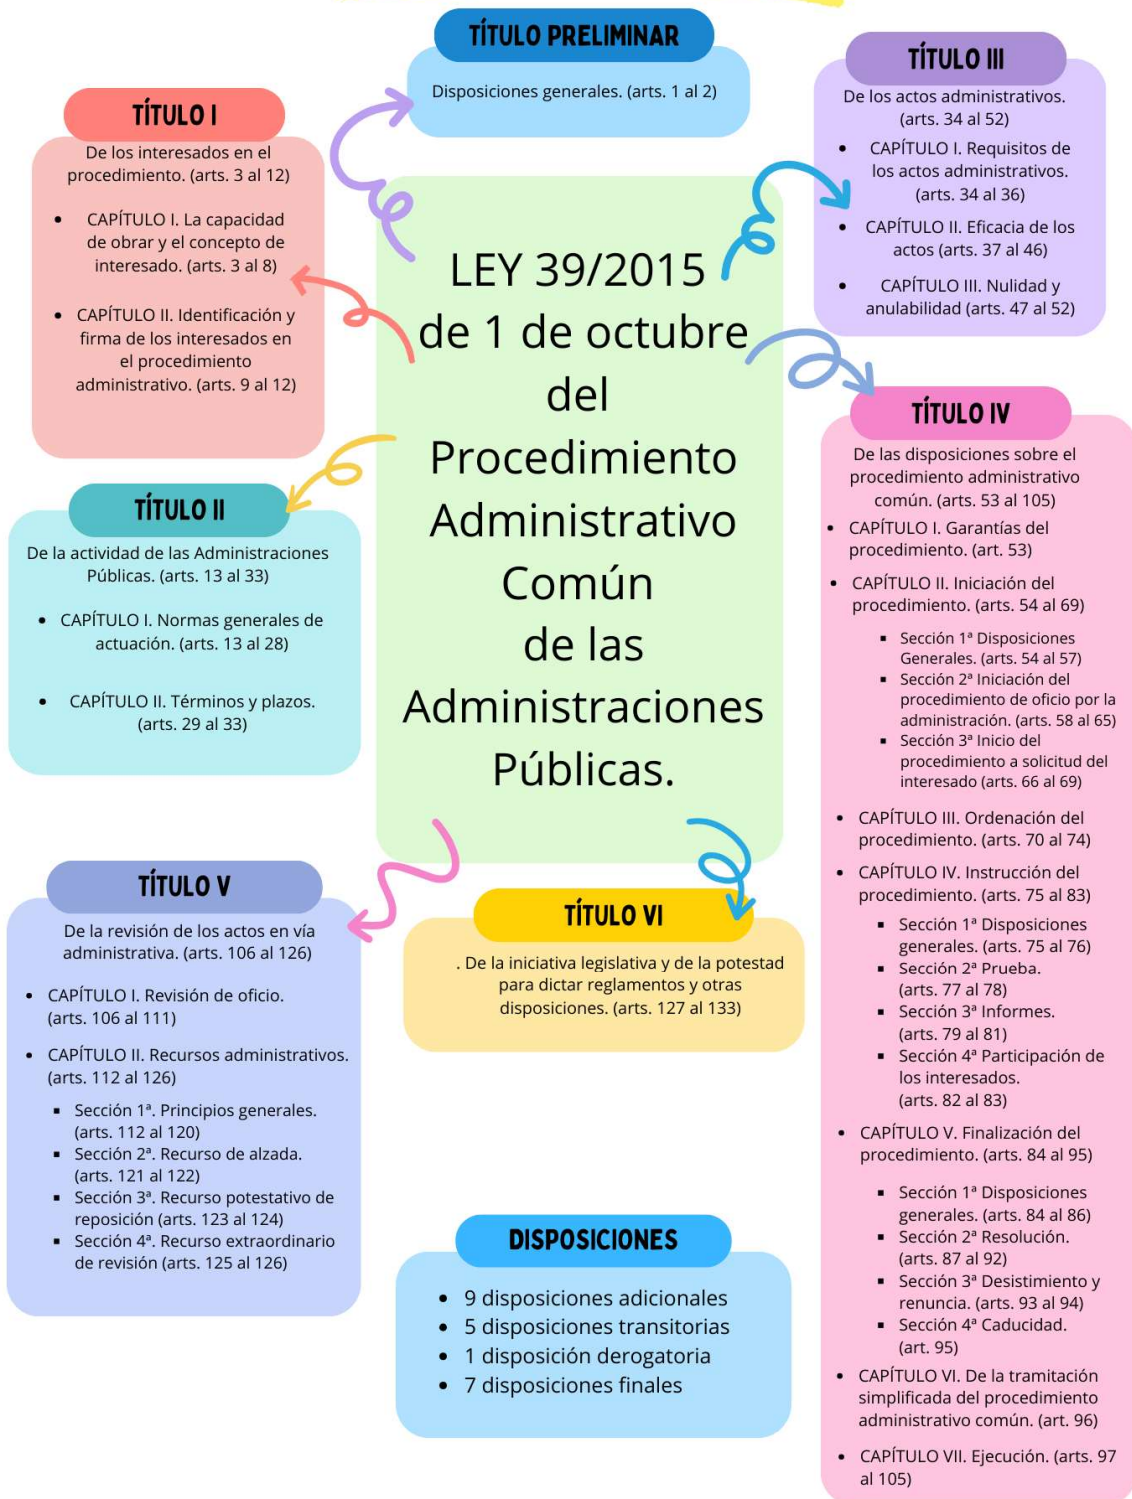 TÍTULO PRELIMINAR
Disposiciones generales. (arts. 1 al 2)
TÍTULO I
De los interesados en el
procedimiento. (arts. 3 al 12)
• CAPÍTULO I. La capacidad
de obrar y el concepto de
interesado. (arts. 3 al 8)
• CAPÍTULO II. Identificación y
firma de los interesados en
el procedimiento
administrativo. (arts. 9 al 12)
TÍTULO II
De la actividad de las Administraciones
Públicas. (arts. 13 al 33)
• CAPÍTULO I. Normas generales de
actuación. (arts. 13 al 28)
• CAPÍTULO II. Términos y plazos.
(arts. 29 al 33)
LEY 39/2015
de 1 de octubre
del
Procedimiento
Administrativo
Común
de las
Administraciones
Públicas.
TÍTULO III
De los actos administrativos.
(arts. 34 al 52)
• CAPÍTULO I. Requisitos de
los actos administrativos.
(arts. 34 al 36)
• CAPÍTULO II. Eficacia de los
actos (arts. 37 al 46)
• CAPÍTULO III. Nulidad y
anulabilidad (arts. 47 al 52)
TÍTULO IV
De las disposiciones sobre el
procedimiento administrativo
común. (arts. 53 al 105)
• CAPÍTULO I. Garantías del
procedimiento. (art. 53)
• CAPÍTULO II. Iniciación del
procedimiento. (arts. 54 al 69)
▪ Sección 1ª Disposiciones
Generales. (arts. 54 al 57)
▪ Sección 2ª Iniciación del
procedimiento de oficio por la
administración. (arts. 58 al 65)
▪ Sección 3ª Inicio del
procedimiento a solicitud del
interesado (arts. 66 al 69)
• CAPÍTULO III. Ordenación del
procedimiento. (arts. 70 al 74)
• CAPÍTULO IV. Instrucción del
procedimiento. (arts. 75 al 83)
▪ Sección 1ª Disposiciones
generales. (arts. 75 al 76)
▪ Sección 2ª Prueba.
(arts. 77 al 78)
▪ Sección 3ª Informes.
(arts. 79 al 81)
▪ Sección 4ª Participación de
los interesados.
(arts. 82 al 83)
• CAPÍTULO V. Finalización del
procedimiento. (arts. 84 al 95)
▪ Sección 1ª Disposiciones
generales. (arts. 84 al 86)
▪ Sección 2ª Resolución.
(arts. 87 al 92)
▪ Sección 3ª Desistimiento y
renuncia. (arts. 93 al 94)
▪ Sección 4ª Caducidad.
(art. 95)
• CAPÍTULO VI. De la tramitación
simplificada del procedimiento
administrativo común. (art. 96)
• CAPÍTULO VII. Ejecución. (arts. 97
al 105)
TÍTULO V
De la revisión de los actos en vía
administrativa. (arts. 106 al 126)
• CAPÍTULO I. Revisión de oficio.
(arts. 106 al 111)
• CAPÍTULO II. Recursos administrativos.
(arts. 112 al 126)
▪ Sección 1ª. Principios generales.
(arts. 112 al 120)
▪ Sección 2ª. Recurso de alzada.
(arts. 121 al 122)
▪ Sección 3ª. Recurso potestativo de
reposición (arts. 123 al 124)
▪ Sección 4ª. Recurso extraordinario
de revisión (arts. 125 al 126)
TÍTULO VI
. De la iniciativa legislativa y de la potestad
para dictar reglamentos y otras
disposiciones. (arts. 127 al 133)
DISPOSICIONES
• 9 disposiciones adicionales
• 5 disposiciones transitorias
• 1 disposición derogatoria
• 7 disposiciones finales